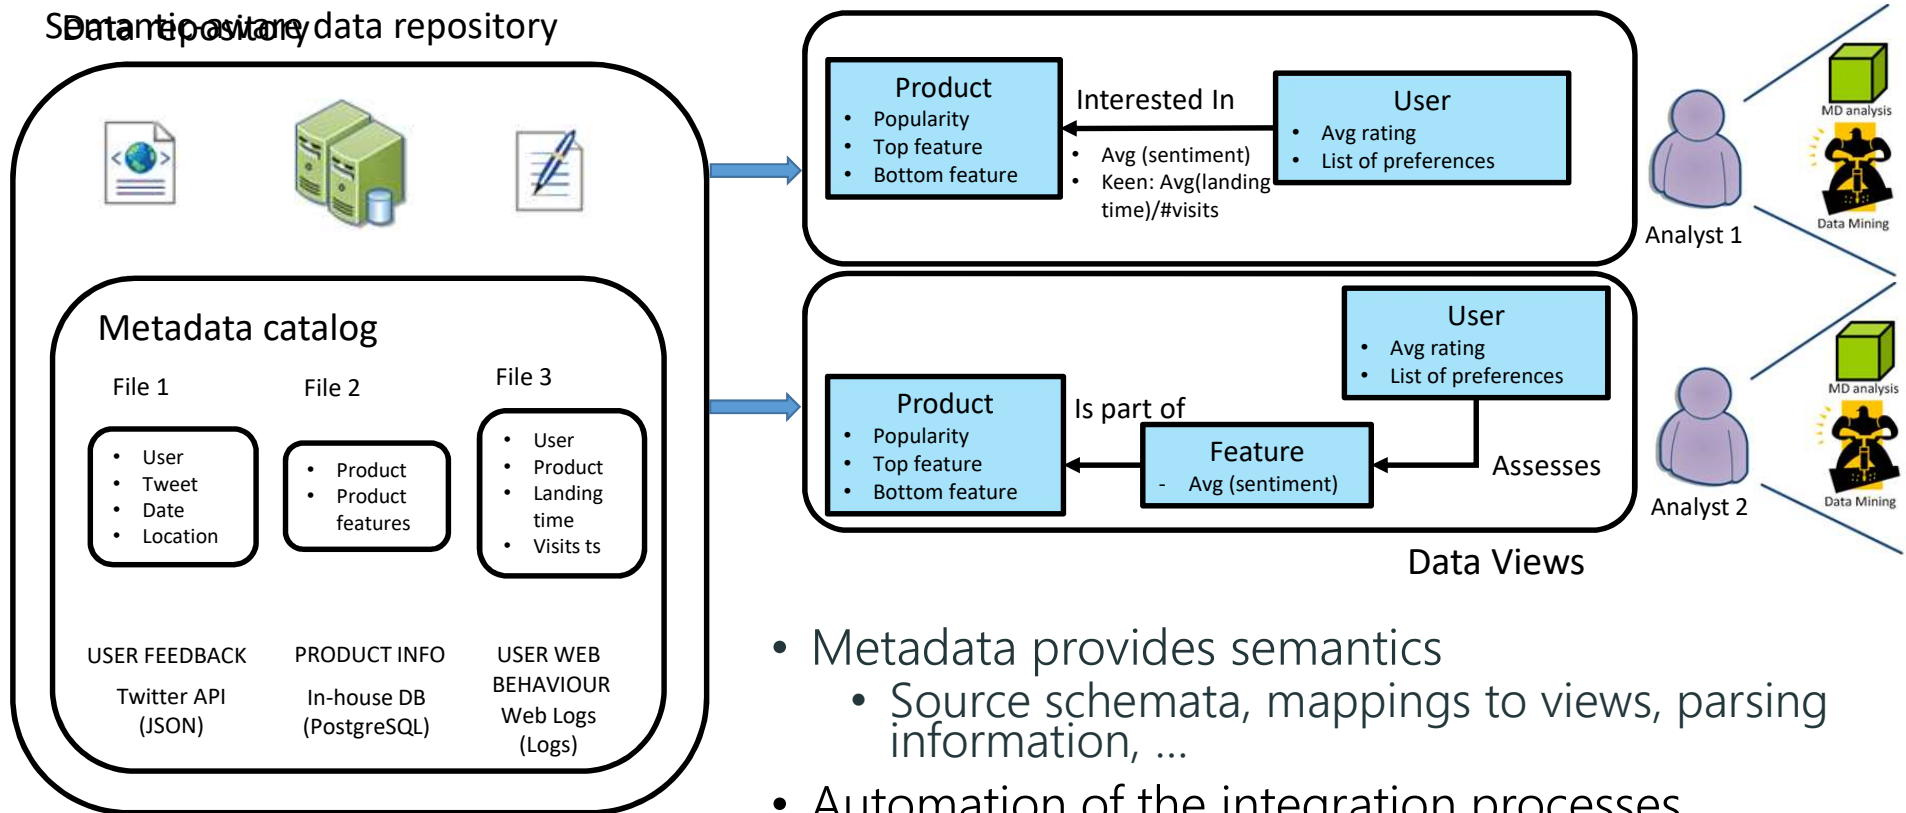 Semantic-aware data repository
Data repository
Metadata catalog
File 1
File 2
File 3
• User
• Tweet
• Date
• Location
• Product
• Product
features
• User
• Product
• Landing
time
• Visits ts
USER FEEDBACK
Twitter API
(JSON)
PRODUCT INFO
In-house DB
(PostgreSQL)
USER WEB
BEHAVIOUR
Web Logs
(Logs)
Product
• Popularity
• Top feature
• Bottom feature
Interested In
• Avg (sentiment)
• Keen: Avg(landing
time)/#visits
User
• Avg rating
• List of preferences
Analyst 1
MD analysis
Data Mining
Product
• Popularity
• Top feature
• Bottom feature
Is part of
Feature
- Avg (sentiment)
User
• Avg rating
• List of preferences
Assesses
Analyst 2
MD analysis
Data Mining
Data Views
• Metadata provides semantics
• Source schemata, mappings to views, parsing
information, ...
• Automation of the integration processes